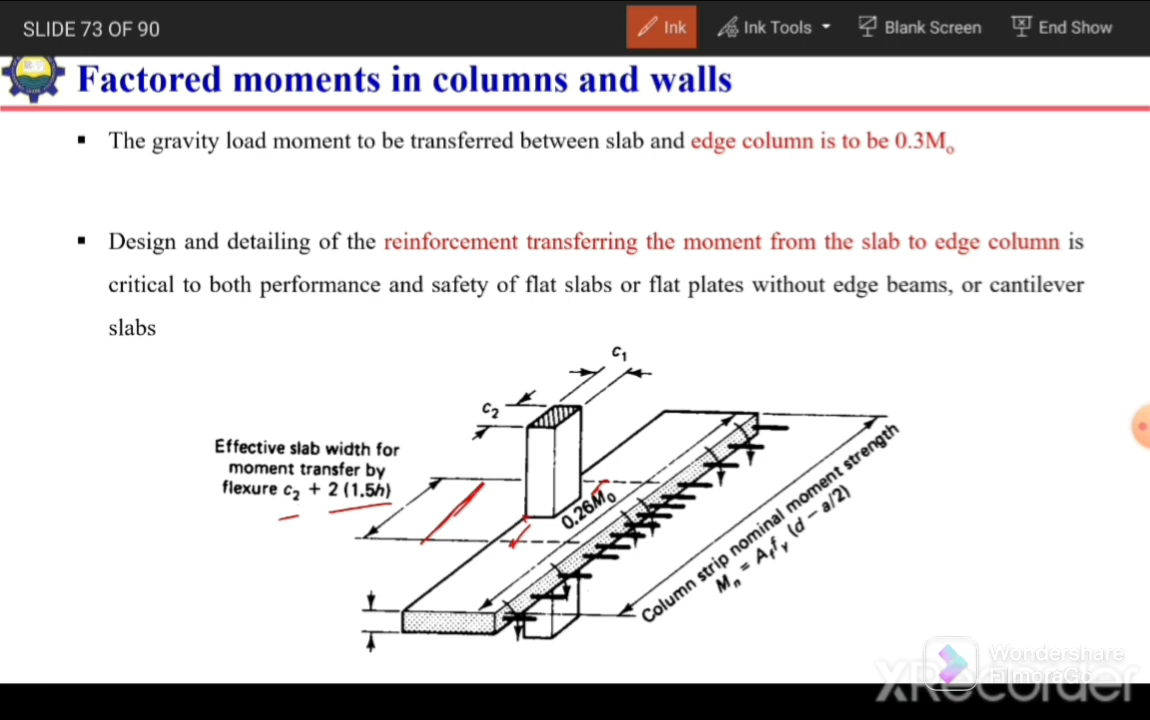 SLIDE 73 OF 90
Ink
Ink Tools
Blank Screen
End Show
Factored moments in columns and walls
▪ The gravity load moment to be transferred between slab and edge column is to be 0.3Mₒ
▪ Design and detailing of the reinforcement transferring the moment from the slab to edge column is
critical to both performance and safety of flat slabs or flat plates without edge beams, or cantilever
slabs
c₁
c₂
Effective slab width for
moment transfer by
flexure c₂ + 2 (1.5h)
0.26M₀
Column strip nominal moment strength
Mₙ = Aₛfᵧ (d – a/2)
Wondershare
FilmoraGo
XRecorder